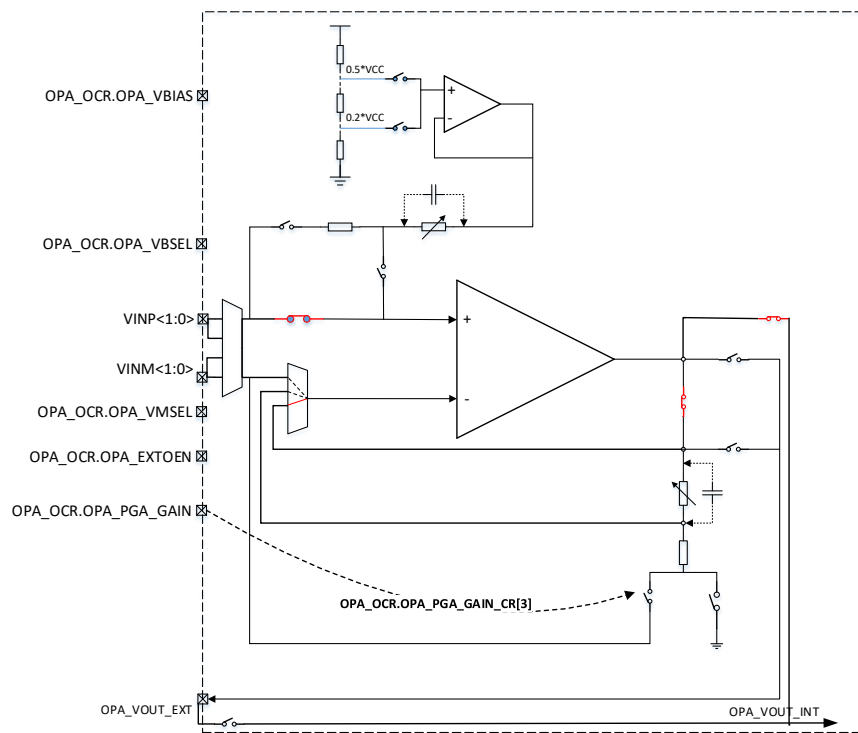 0.5*VCC
OPA_OCR.OPA_VBIAS
+
0.2*VCC
-
OPA_OCR.OPA_VBSEL
VINP<1:0>
+
VINM<1:0>
-
OPA_OCR.OPA_VMSEL
OPA_OCR.OPA_EXTOEN
OPA_OCR.OPA_PGA_GAIN
OPA_OCR.OPA_PGA_GAIN_CR[3]
OPA_VOUT_EXT
OPA_VOUT_INT